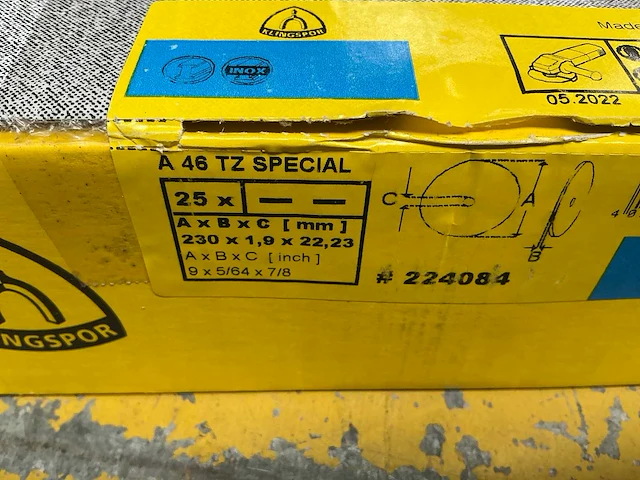 KLINGSPOR
Made
INOX
05.2022
A 46 TZ SPECIAL
25 x
A x B x C [ mm ]
230 x 1,9 x 22,23
A x B x C [ inch ]
9 x 5/64 x 7/8
C
A
B
# 224084
NGSPOR